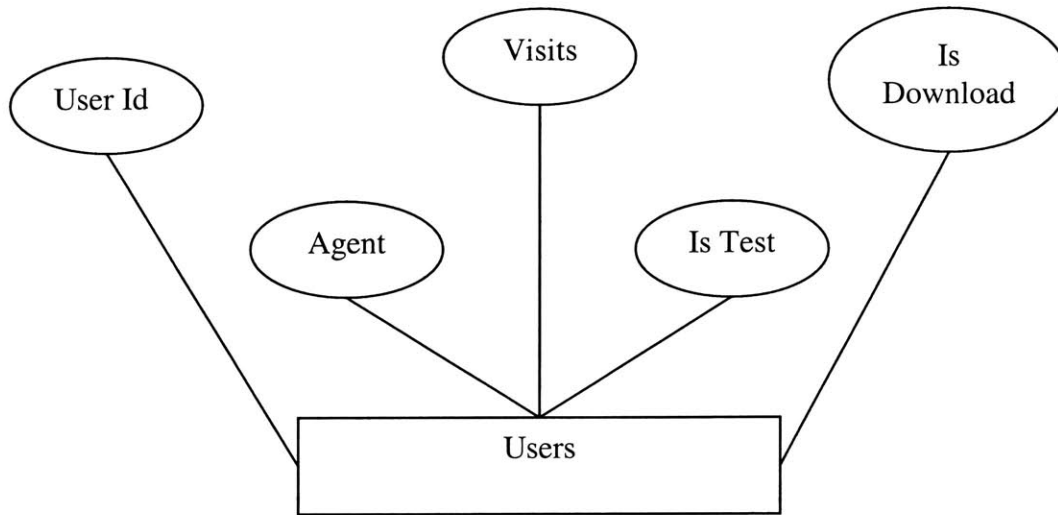 Visits
Is
Download
User Id
Agent
Is Test
Users